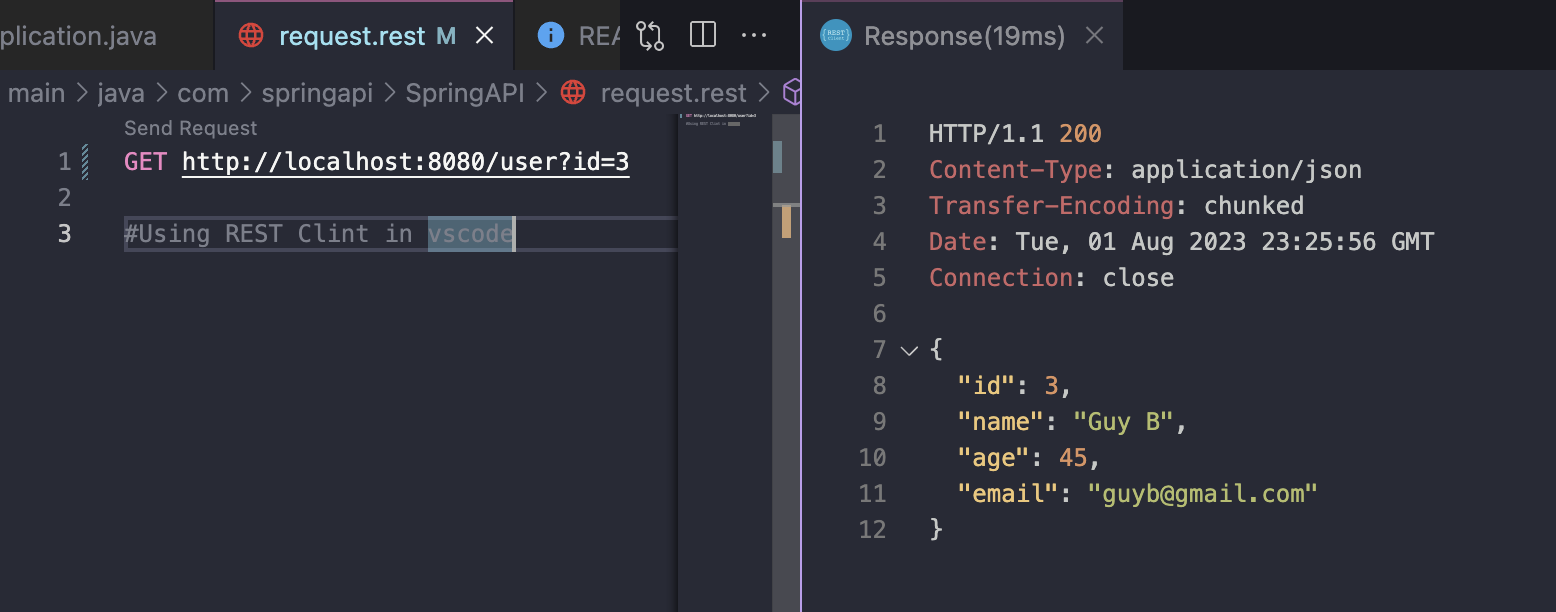 plication.java request.rest M REA
main > java > com > springapi > SpringAPI > request.rest >
Send Request
1 GET http://localhost:8080/user?id=3
2
3 #Using REST Clint in vscode
Response(19ms)
1 HTTP/1.1 200
2 Content-Type: application/json
3 Transfer-Encoding: chunked
4 Date: Tue, 01 Aug 2023 23:25:56 GMT
5 Connection: close
6
7 {
8 "id": 3,
9 "name": "Guy B",
10 "age": 45,
11 "email": "guyb@gmail.com"
12 }